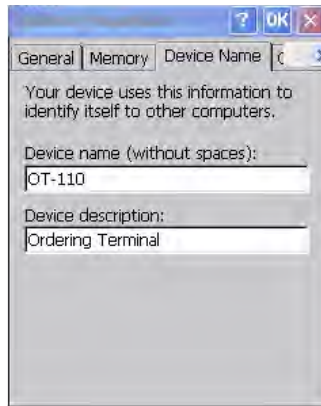 ? OK ×
General Memory Device Name
Your device uses this information to
identify itself to other computers.
Device name (without spaces):
OT-110
Device description:
Ordering Terminal